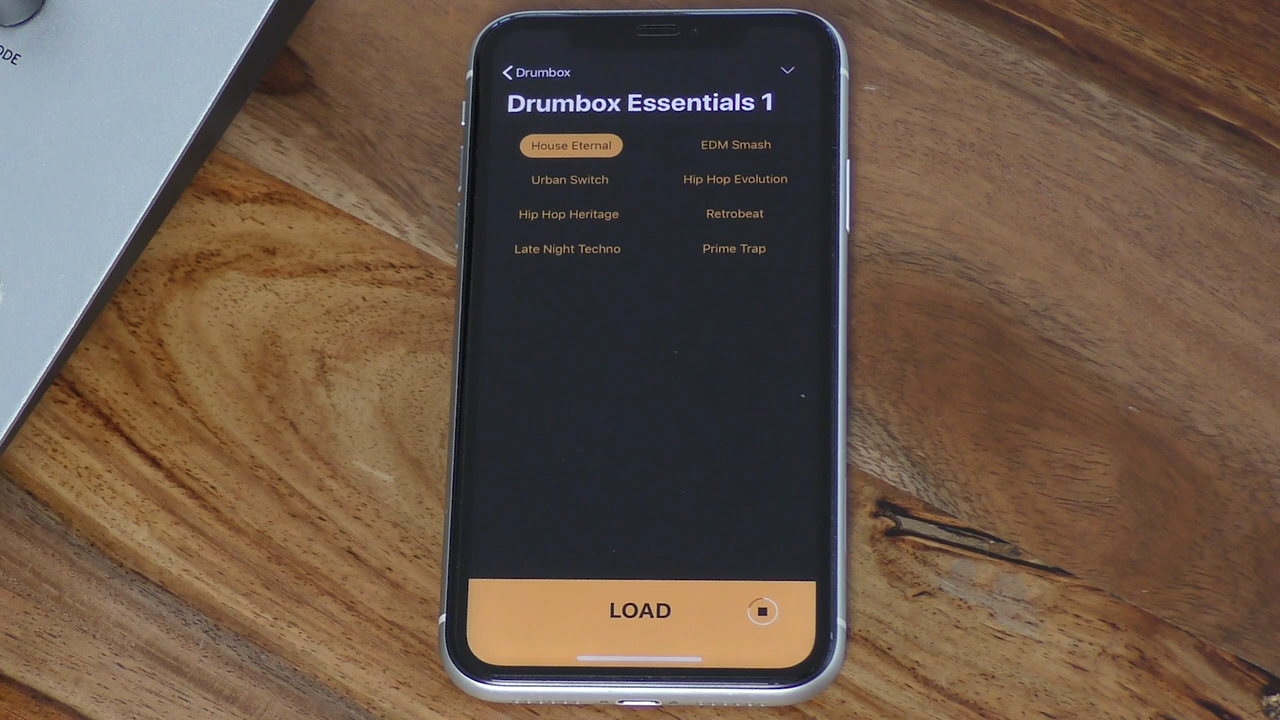 ODE
Drumbox
Drumbox Essentials 1
House Eternal
EDM Smash
Urban Switch
Hip Hop Evolution
Hip Hop Heritage
Retrobeat
Late Night Techno
Prime Trap
LOAD